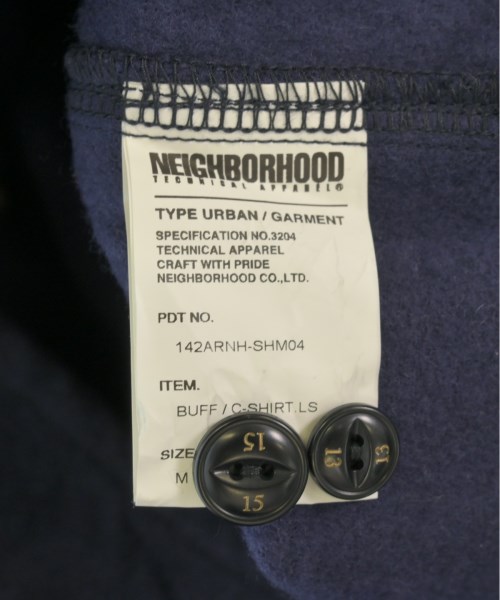 NEIGHBORHOOD
TECHNICAL APPAREL®
TYPE URBAN / GARMENT
SPECIFICATION NO.3204
TECHNICAL APPAREL
CRAFT WITH PRIDE
NEIGHBORHOOD CO.,LTD.
PDT NO.
142ARNH-SHM04
ITEM.
BUFF / C-SHIRT.LS
SIZE
M
15
15
13
13